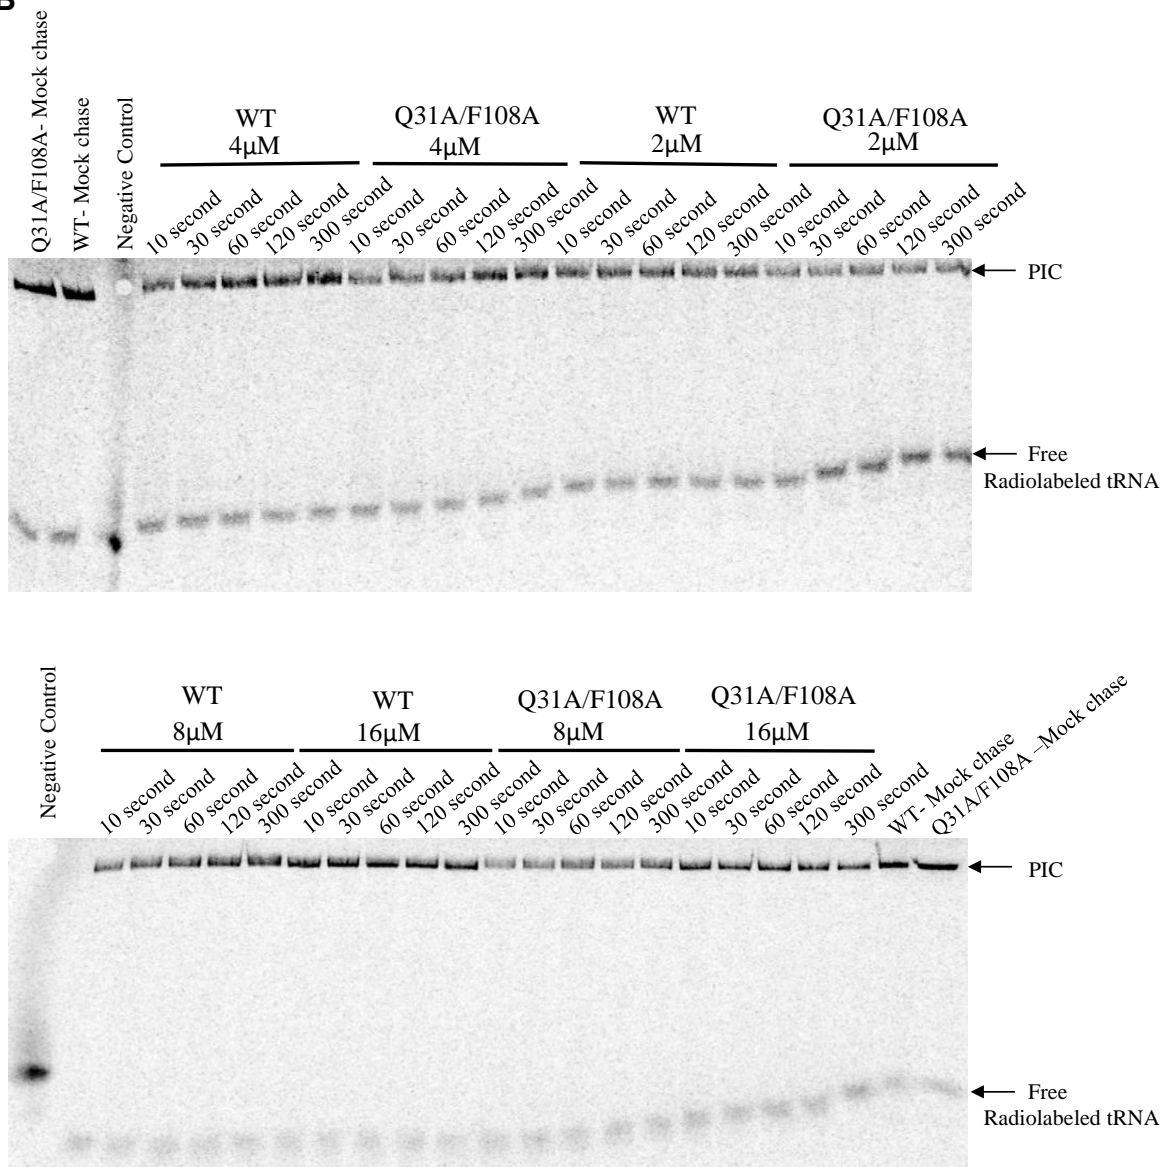 B
Q31A/F108A- Mock chase
WT- Mock chase
Negative Control
WT
4µM
Q31A/F108A
4µM
WT
2µM
Q31A/F108A
2µM
10 second
30 second
60 second
120 second
300 second
10 second
30 second
60 second
120 second
300 second
10 second
30 second
60 second
120 second
300 second
10 second
30 second
60 second
120 second
300 second
PIC
Free
Radiolabeled tRNA
Negative Control
WT
8µM
WT
16µM
Q31A/F108A
8µM
Q31A/F108A
16µM
10 second
30 second
60 second
120 second
300 second
10 second
30 second
60 second
120 second
300 second
10 second
30 second
60 second
120 second
300 second
10 second
30 second
60 second
120 second
300 second
WT- Mock chase
Q31A/F108A –Mock chase
PIC
Free
Radiolabeled tRNA